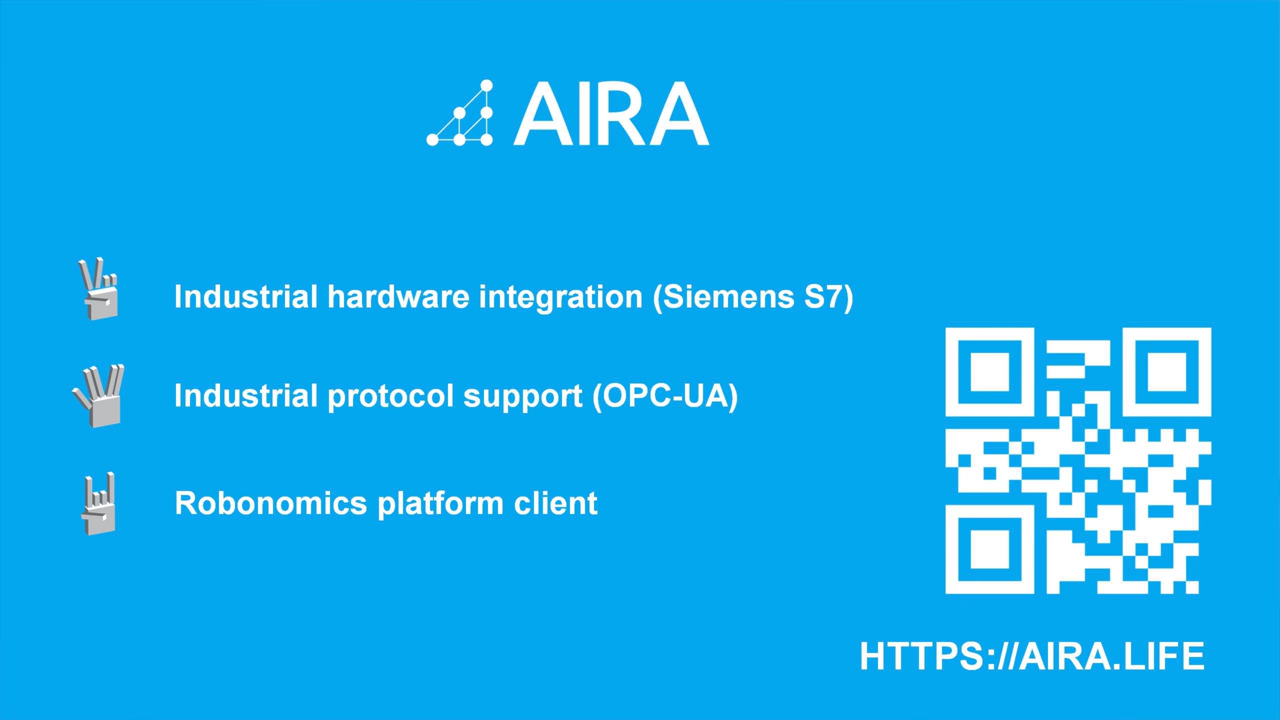 AIRA
Industrial hardware integration (Siemens S7)
Industrial protocol support (OPC-UA)
Robonomics platform client
HTTPS://AIRA.LIFE